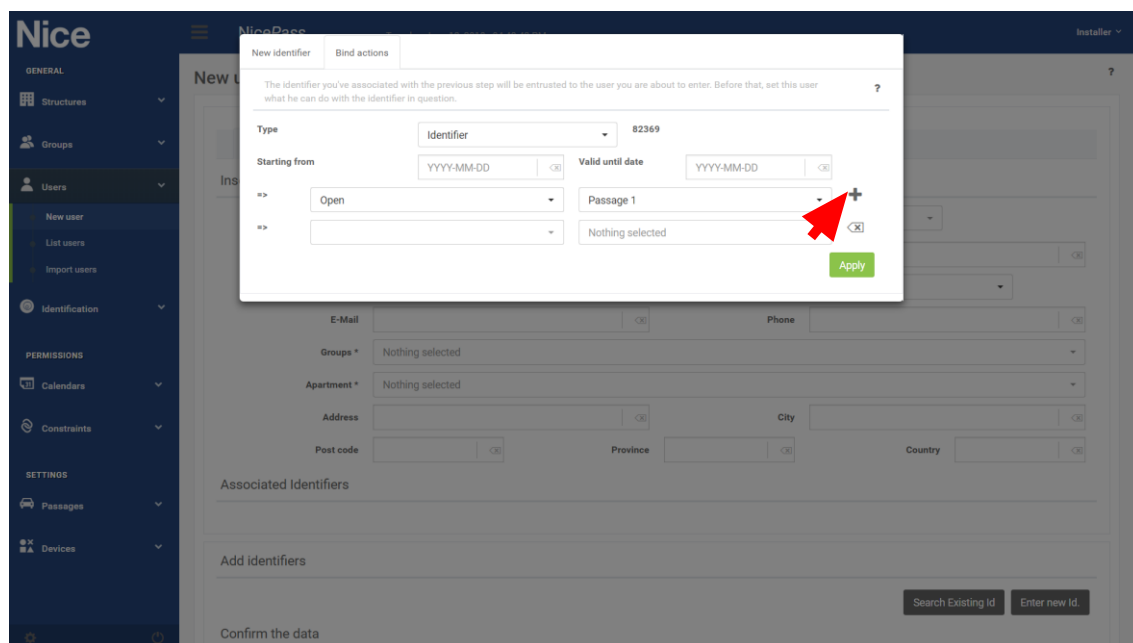 Nice
NicePass
Installer
GENERAL
Structures
Groups
Users
New user
List users
Import users
Identification
PERMISSIONS
Calendars
Constraints
SETTINGS
Passages
Devices
New u
?
New identifier
Bind actions
The identifier you've associated with the previous step will be entrusted to the user you are about to enter. Before that, set this user
what he can do with the identifier in question.
?
Type
Identifier
82369
Starting from
YYYY-MM-DD
Valid until date
YYYY-MM-DD
=>
Open
Passage 1
=>
Nothing selected
Apply
Ins
E-Mail
Phone
Groups *
Nothing selected
Apartment *
Nothing selected
Address
City
Post code
Province
Country
Associated Identifiers
Add identifiers
Search Existing Id
Enter new Id.
Confirm the data